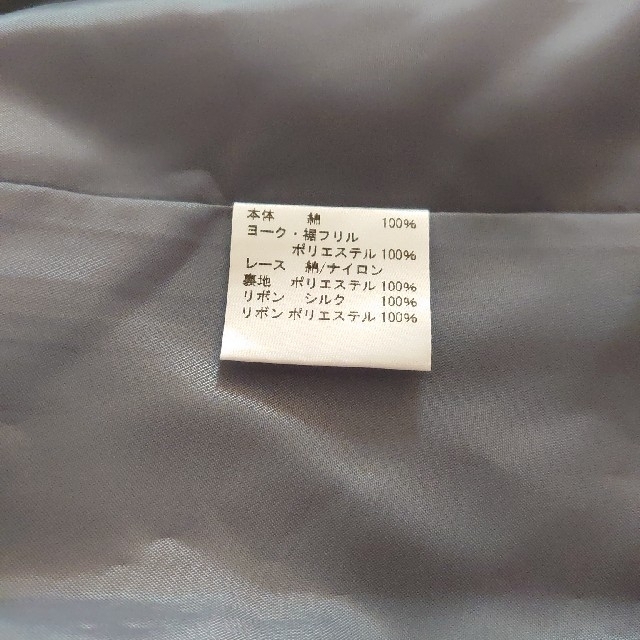 本体 綿 100%
ヨーク・裾フリル
ポリエステル 100%
レース 綿/ナイロン
裏地 ポリエステル 100%
リボン シルク 100%
リボン ポリエステル 100%